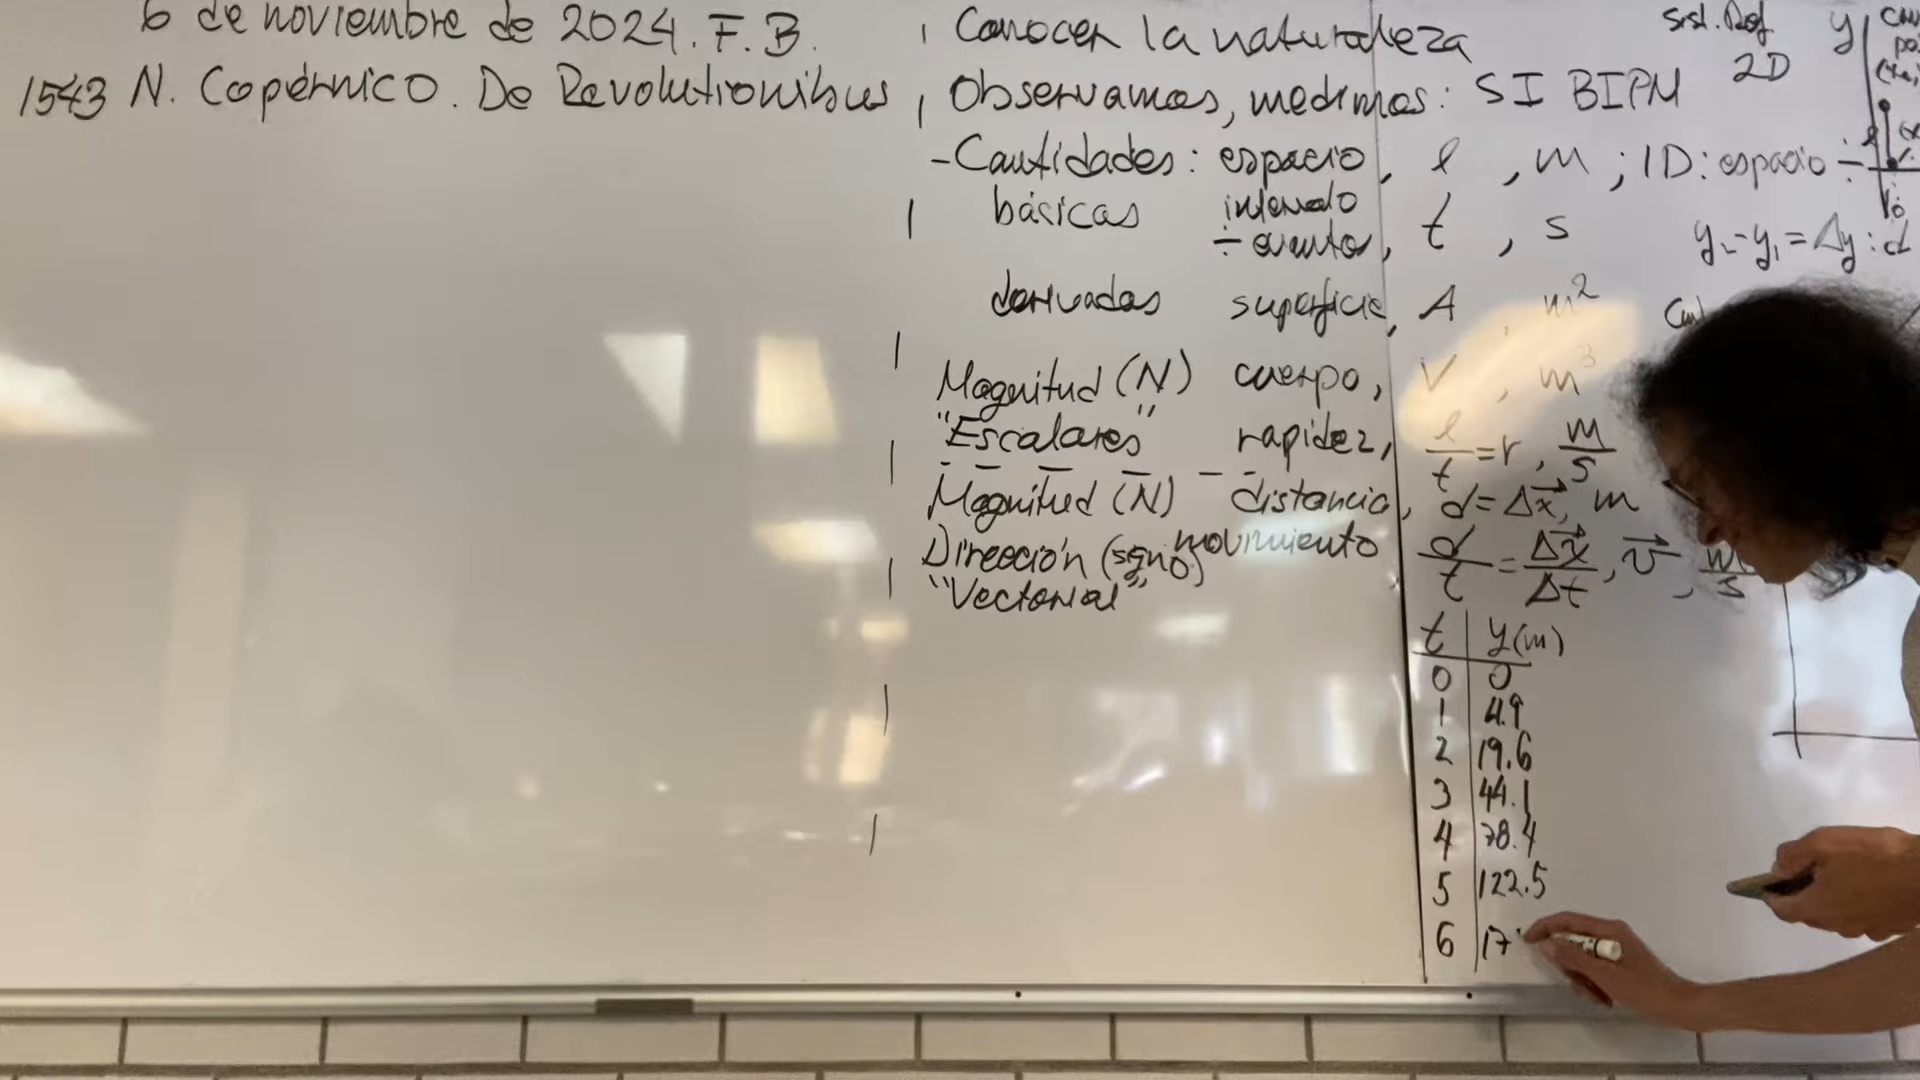 6 de noviembre de 2024. F. B.
1543 N. Copérnico. De Revolutionibus
Conocer la naturaleza
Observamos, medimos: SI BIPM
- Cantidades: espacio, l, m; 1D: espacio ÷
básicas intervalo ÷ eventos, t, s
derivadas superficie, A, m²
Magnitud (N) cuerpo, V, m³
"Escalares" rapidez, l/t = r, m/s
Magnitud (N) distancia, d = Δx⃗, m
Dirección (signo) movimiento d/t = Δx⃗/Δt, v⃗, m/s
"Vectorial"
t | y(m)
0 | 0
1 | 4.9
2 | 19.6
3 | 44.1
4 | 78.4
5 | 122.5
6 | 17
Sist. Ref y
2D
y₂-y₁ = Δy : d